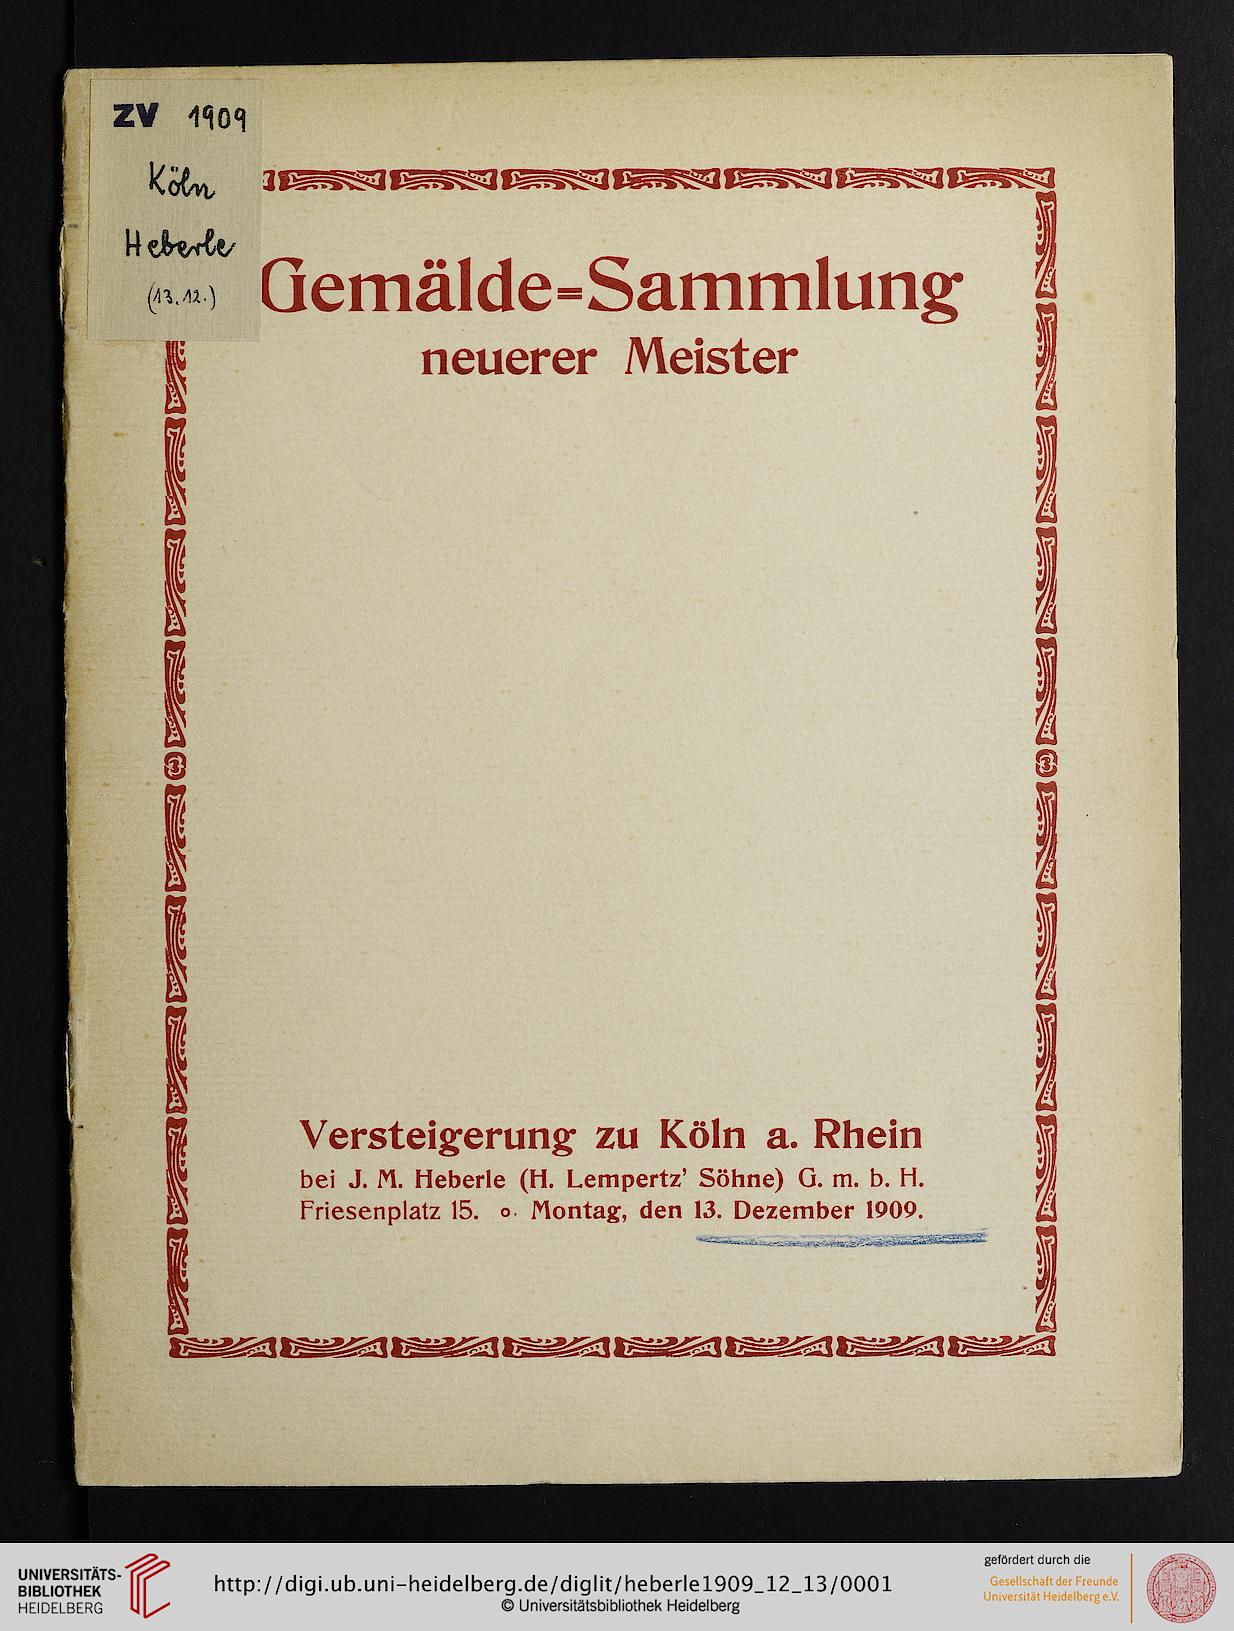 ZV 1909
Köln
Heberle
(13.12.)
Gemälde=Sammlung
neuerer Meister
Versteigerung zu Köln a. Rhein
bei J. M. Heberle (H. Lempertz' Söhne) G. m. b. H.
Friesenplatz 15. o. Montag, den 13. Dezember 1909.
UNIVERSITÄTS-
BIBLIOTHEK
HEIDELBERG
http://digi.ub.uni-heidelberg.de/diglit/heberle1909_12_13/0001
© Universitätsbibliothek Heidelberg
gefördert durch die
Gesellschaft der Freunde
Universität Heidelberg e.V.